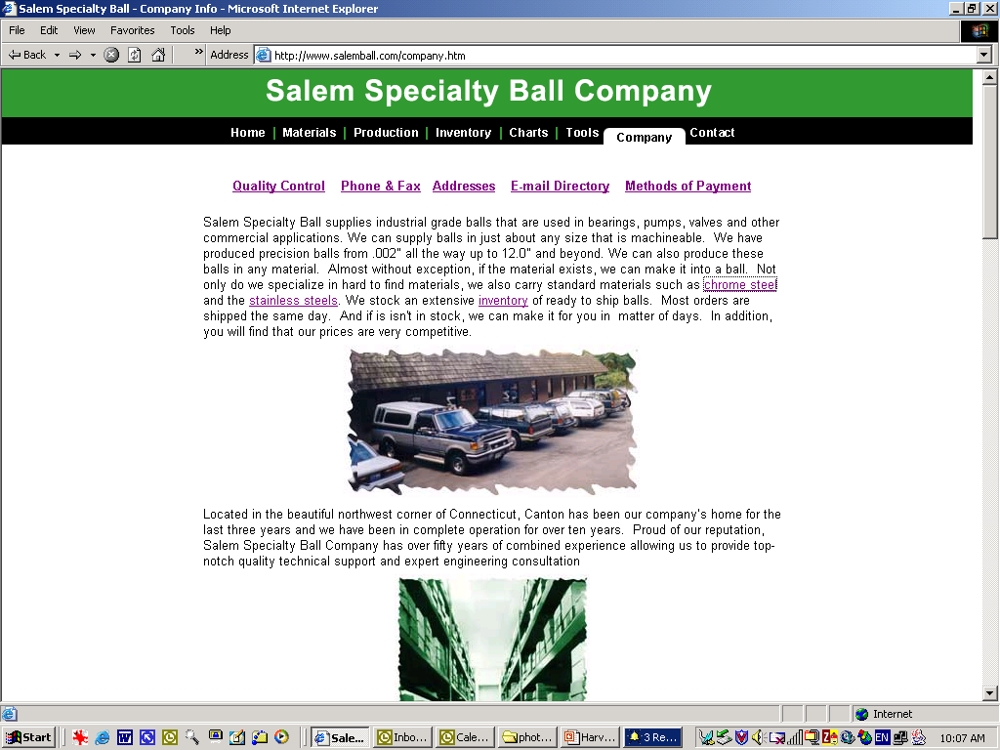 Salem Specialty Ball - Company Info - Microsoft Internet Explorer
File Edit View Favorites Tools Help
Back » Address http://www.salemball.com/company.htm
Salem Specialty Ball Company
Home | Materials | Production | Inventory | Charts | Tools Company Contact
Quality Control Phone & Fax Addresses E-mail Directory Methods of Payment
Salem Specialty Ball supplies industrial grade balls that are used in bearings, pumps, valves and other
commercial applications. We can supply balls in just about any size that is machineable. We have
produced precision balls from .002" all the way up to 12.0" and beyond. We can also produce these
balls in any material. Almost without exception, if the material exists, we can make it into a ball. Not
only do we specialize in hard to find materials, we also carry standard materials such as chrome steel
and the stainless steels. We stock an extensive inventory of ready to ship balls. Most orders are
shipped the same day. And if is isn't in stock, we can make it for you in matter of days. In addition,
you will find that our prices are very competitive.
Located in the beautiful northwest corner of Connecticut, Canton has been our company's home for the
last three years and we have been in complete operation for over ten years. Proud of our reputation,
Salem Specialty Ball Company has over fifty years of combined experience allowing us to provide top-
notch quality technical support and expert engineering consultation
Internet
Start Sale... Inbo... Cale... phot... Harv... 3 Re... EN 10:07 AM